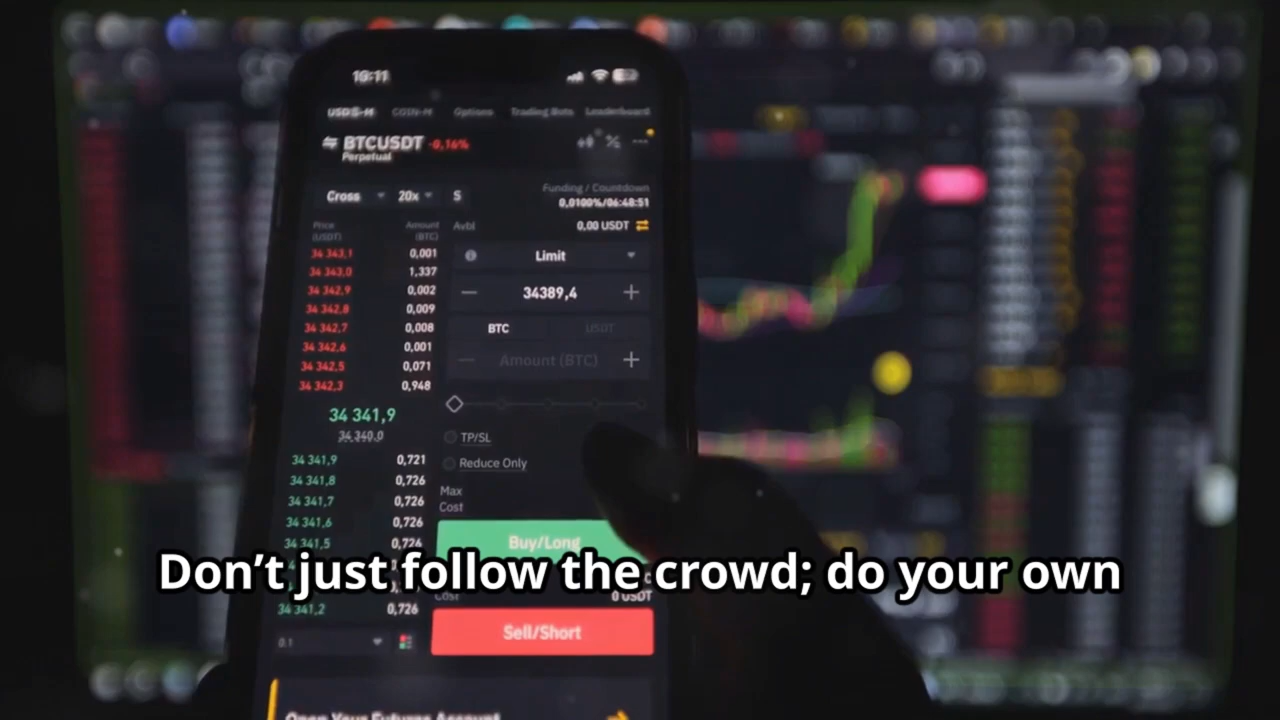 10:11
USDⓈ-M COIN-M Options Trading Bots Leaderboard
BTCUSDT -0,16%
Perpetual
Cross 20x S
Funding / Countdown
0,0100%/06:48:51
Price (USDT) Amount (BTC)
Avbl 0,00 USDT
34 343,1 0,001
34 343,0 1,337
34 342,9 0,002
34 342,8 0,009
34 342,7 0,008
34 342,6 0,001
34 342,5 0,071
34 342,3 0,948
34 341,9
34 340,0
34 341,9 0,721
34 341,8 0,726
34 341,7 0,726
34 341,6 0,726
34 341,5 0,726
34 341,2 0,726
0.1
Limit
34389,4
BTC USDT
Amount (BTC)
TP/SL
Reduce Only
Max
Cost
Buy/Long
Don’t just follow the crowd; do your own
Cost 0 USDT
Sell/Short
Open Your Futures Account